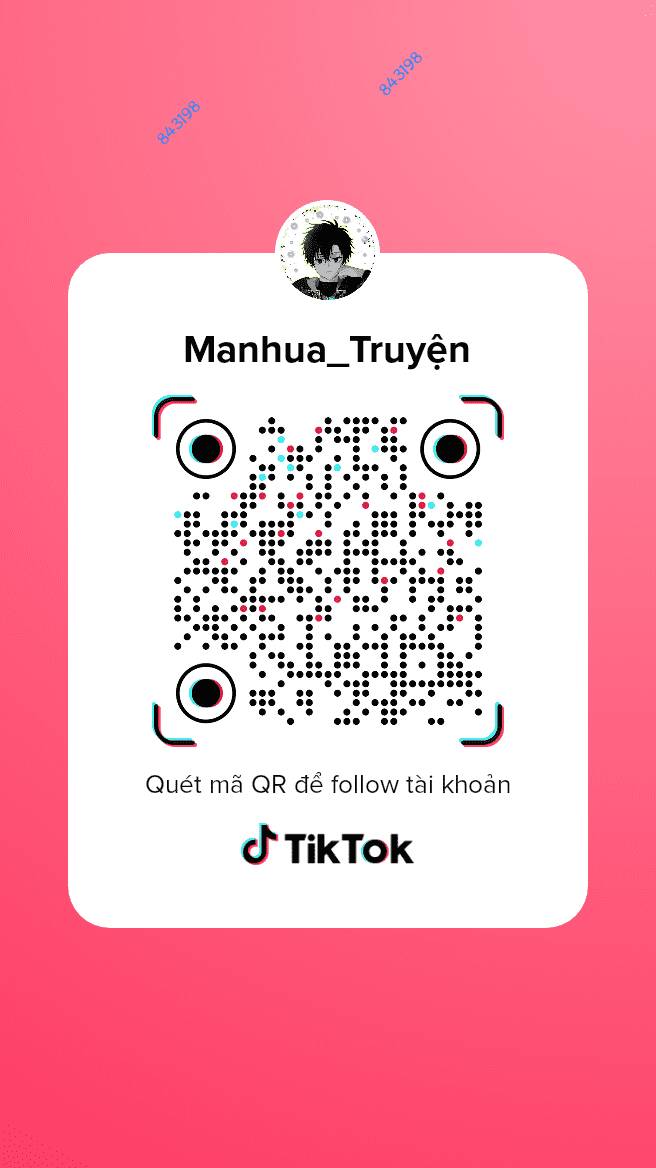 843198
843198
Manhua_Truyện
Quét mã QR để follow tài khoản
TikTok